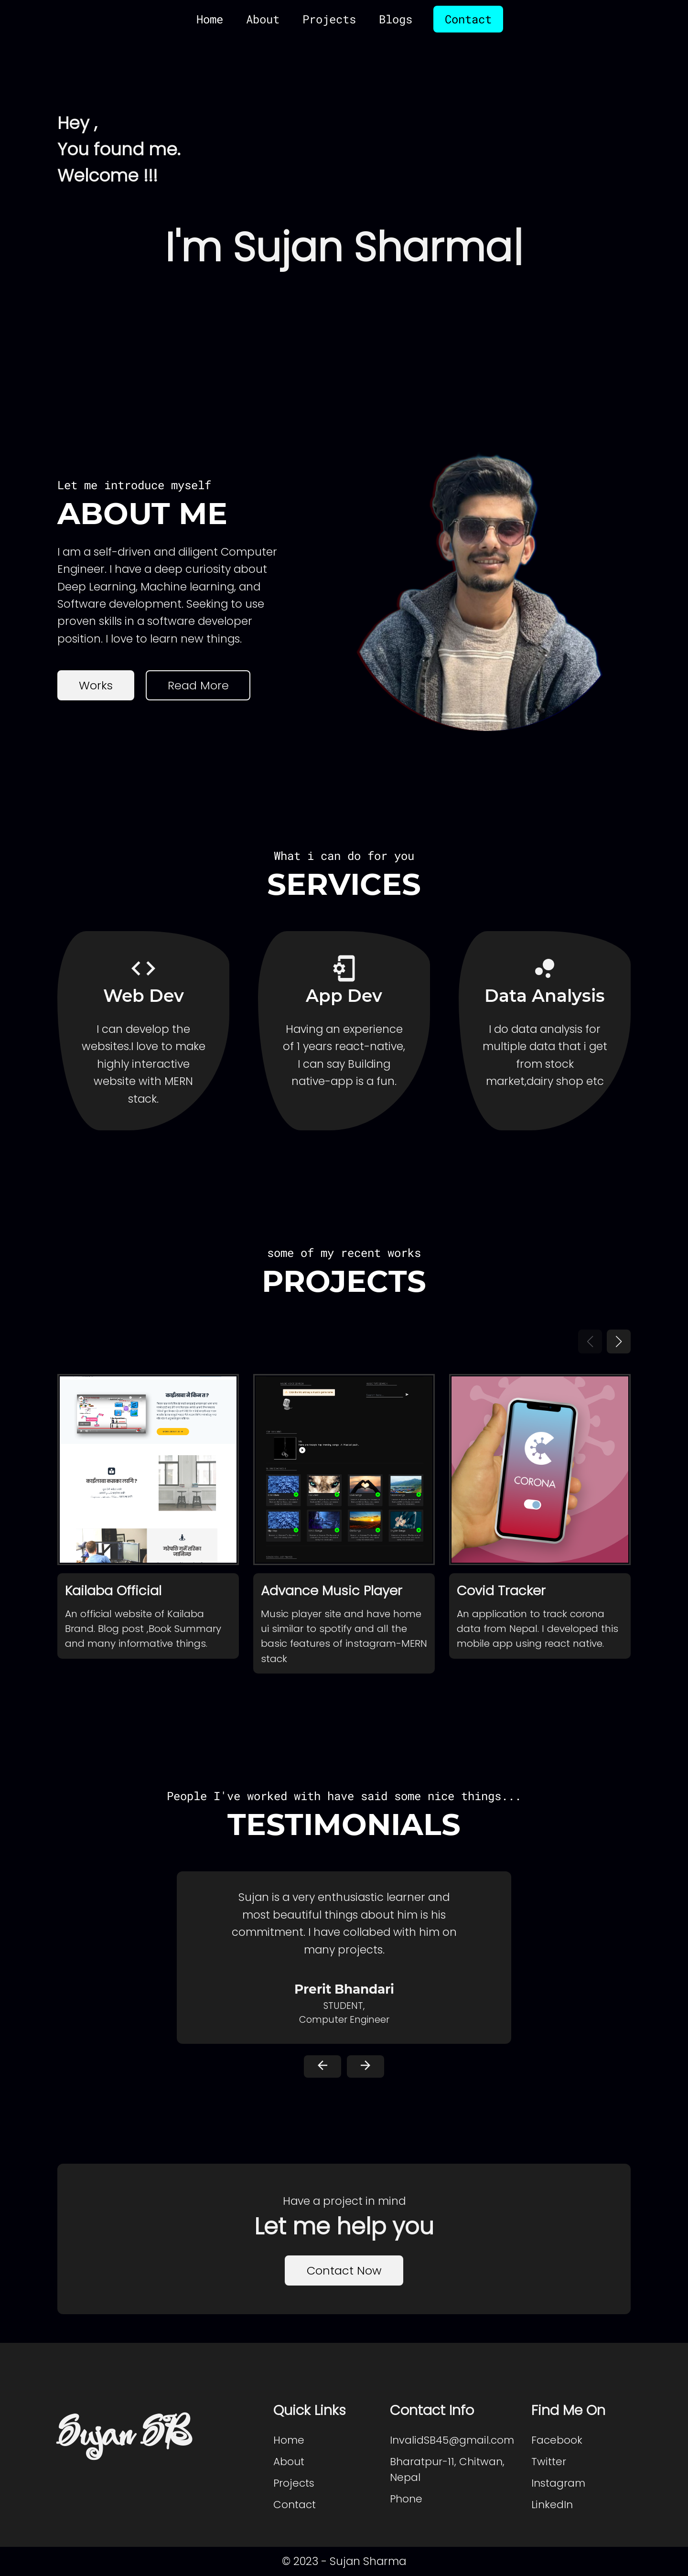 Home About Projects Blogs Contact
Hey ,
You found me.
Welcome !!!
I'm Sujan Sharma|
Let me introduce myself
ABOUT ME
I am a self-driven and diligent Computer
Engineer. I have a deep curiosity about
Deep Learning, Machine learning, and
Software development. Seeking to use
proven skills in a software developer
position. I love to learn new things.
Works Read More
What i can do for you
SERVICES
Web Dev
I can develop the
websites.I love to make
highly interactive
website with MERN
stack.
App Dev
Having an experience
of 1 years react-native,
I can say Building
native-app is a fun.
Data Analysis
I do data analysis for
multiple data that i get
from stock
market,dairy shop etc
some of my recent works
PROJECTS
CORONA
Kailaba Official
An official website of Kailaba
Brand. Blog post ,Book Summary
and many informative things.
Advance Music Player
Music player site and have home
ui similar to spotify and all the
basic features of instagram-MERN
stack
Covid Tracker
An application to track corona
data from Nepal. I developed this
mobile app using react native.
People I've worked with have said some nice things...
TESTIMONIALS
Sujan is a very enthusiastic learner and
most beautiful things about him is his
commitment. I have collabed with him on
many projects.
Prerit Bhandari
STUDENT,
Computer Engineer
Have a project in mind
Let me help you
Contact Now
Sujan SB
Quick Links
Home
About
Projects
Contact
Contact Info
InvalidSB45@gmail.com
Bharatpur-11, Chitwan,
Nepal
Phone
Find Me On
Facebook
Twitter
Instagram
LinkedIn
© 2023 - Sujan Sharma